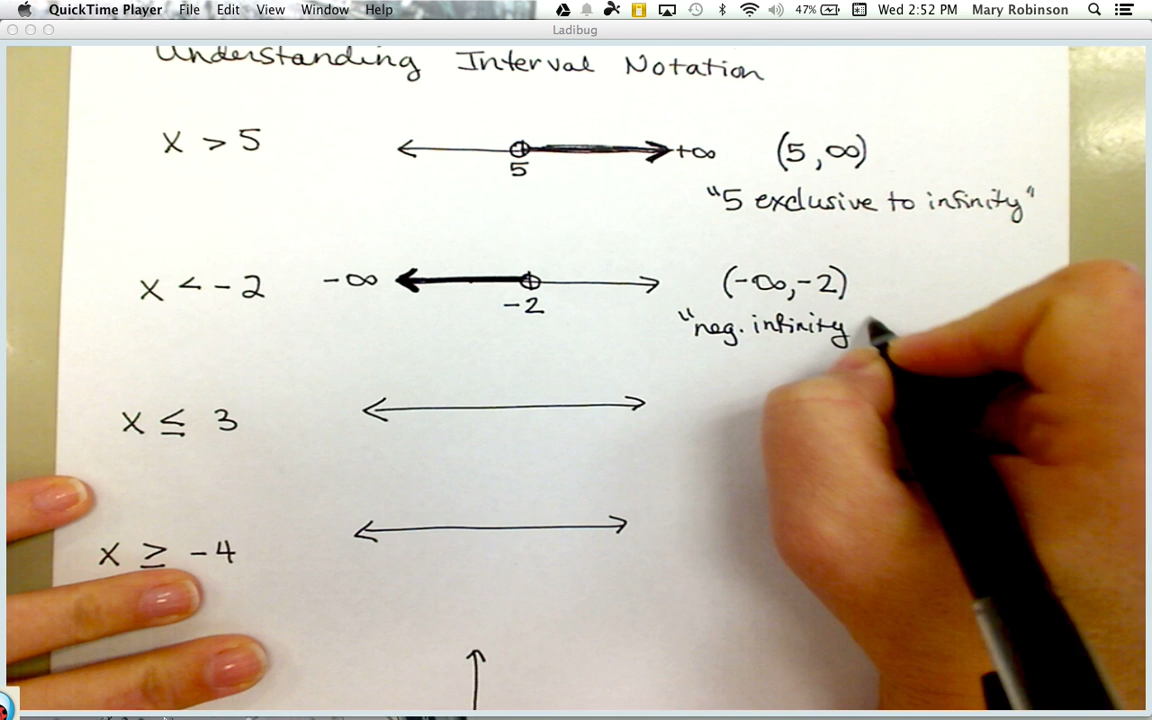 QuickTime Player File Edit View Window Help 47% Wed 2:52 PM Mary Robinson
Ladibug
Understanding Interval Notation
x > 5 5 +∞ (5, ∞)
"5 exclusive to infinity"
x < -2 -∞ -2 (-∞, -2)
"neg. infinity
x ≤ 3
x ≥ -4